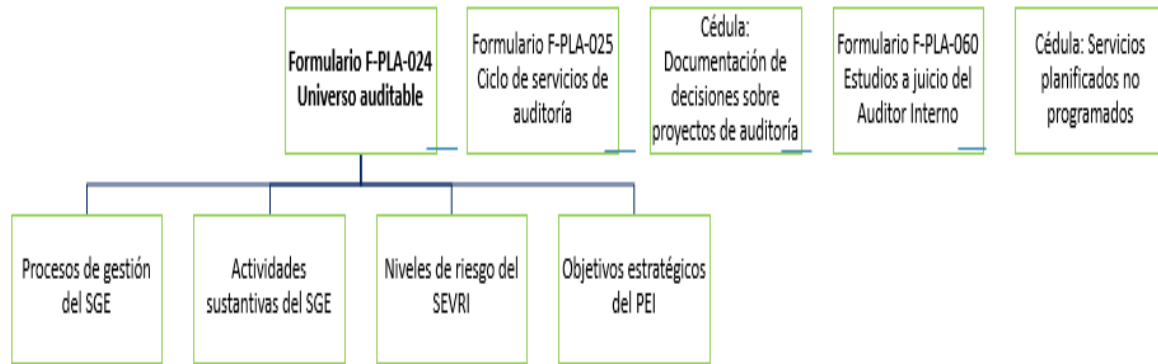 Formulario F-PLA-024
Universo auditable
Formulario F-PLA-025
Ciclo de servicios de
auditoría
Cédula:
Documentación de
decisiones sobre
proyectos de auditoría
Formulario F-PLA-060
Estudios a juicio del
Auditor Interno
Cédula: Servicios
planificados no
programados
Procesos de gestión
del SGE
Actividades
sustantivas del SGE
Niveles de riesgo del
SEVRI
Objetivos estratégicos
del PEI